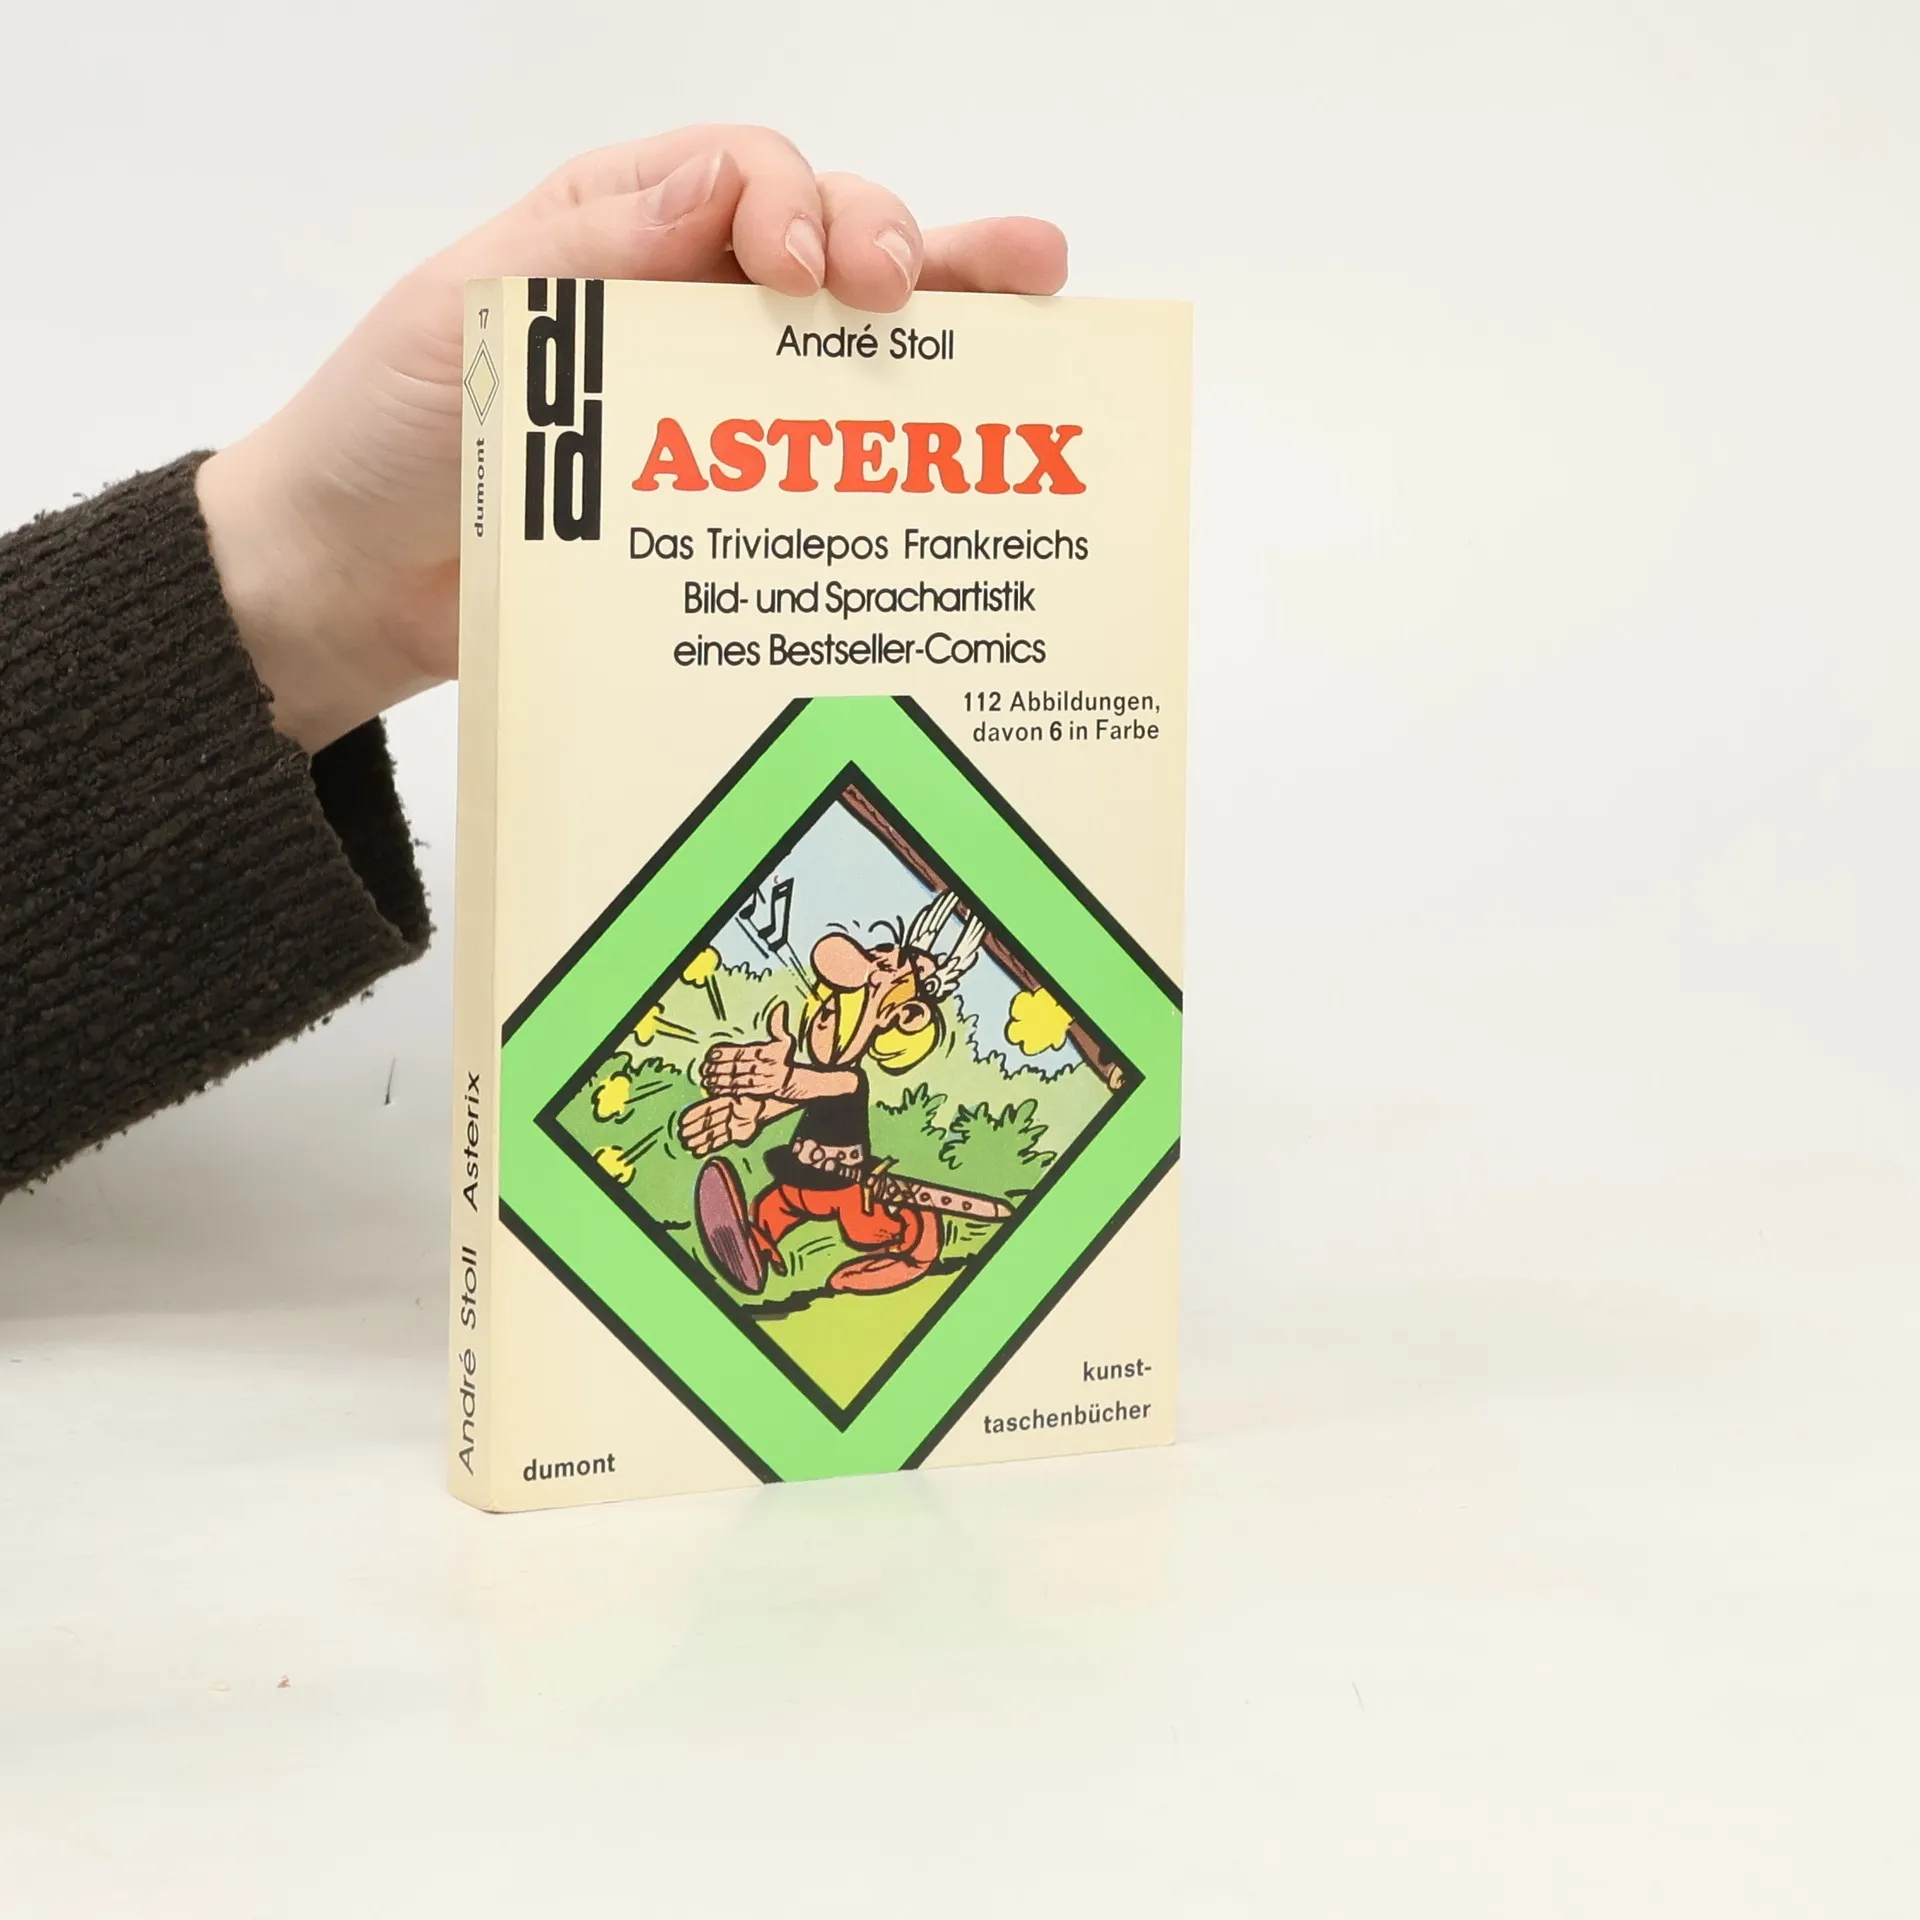 André Stoll
ASTERIX
Das Trivialepos Frankreichs
Bild- und Sprachartistik
eines Bestseller-Comics
112 Abbildungen,
davon 6 in Farbe
kunst-
taschenbücher
dumont
17
dumont
André Stoll Asterix